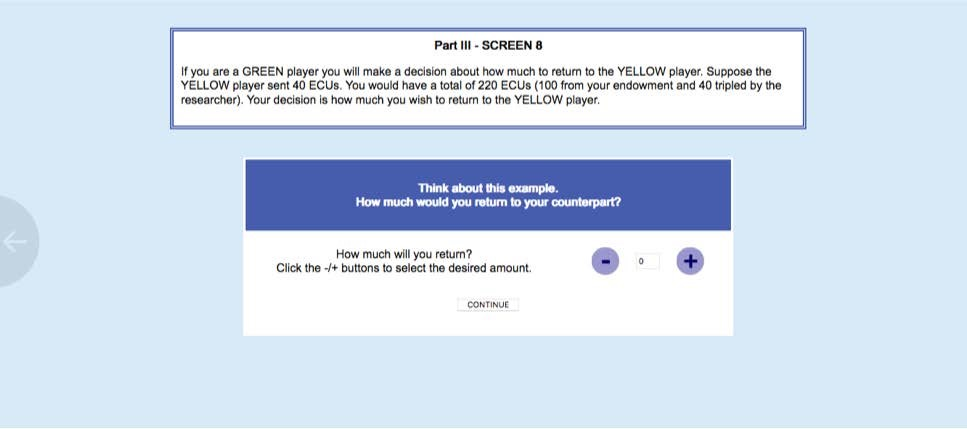 Part III - SCREEN 8
If you are a GREEN player you will make a decision about how much to return to the YELLOW player. Suppose the
YELLOW player sent 40 ECUs. You would have a total of 220 ECUs (100 from your endowment and 40 tripled by the
researcher). Your decision is how much you wish to return to the YELLOW player.
Think about this example.
How much would you return to your counterpart?
How much will you return?
Click the -/+ buttons to select the desired amount.
- 0 +
CONTINUE